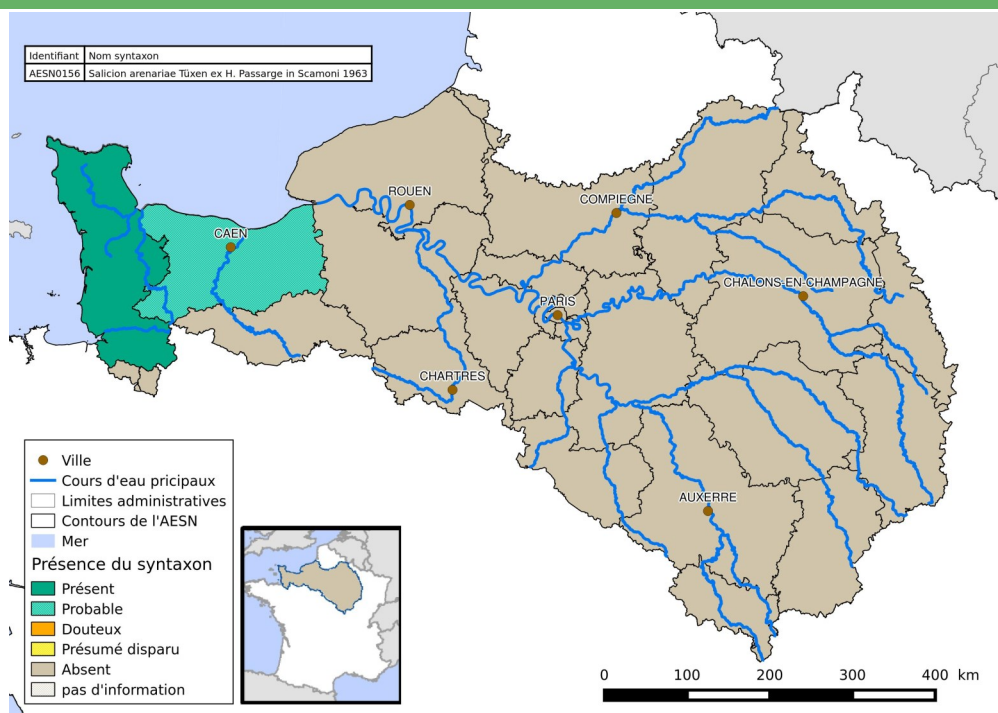 Identifiant Nom syntaxon
AESN0156 Salicion arenariae Tüxen ex H. Passarge in Scamoni 1963
ROUEN
COMPIEGNE
CAEN
CHALONS-EN-CHAMPAGNE
PARIS
CHARTRES
AUXERRE
Ville
Cours d'eau pricipaux
Limites administratives
Contours de l'AESN
Mer
Présence du syntaxon
Présent
Probable
Douteux
Présumé disparu
Absent
pas d'information
0 100 200 300 400 km